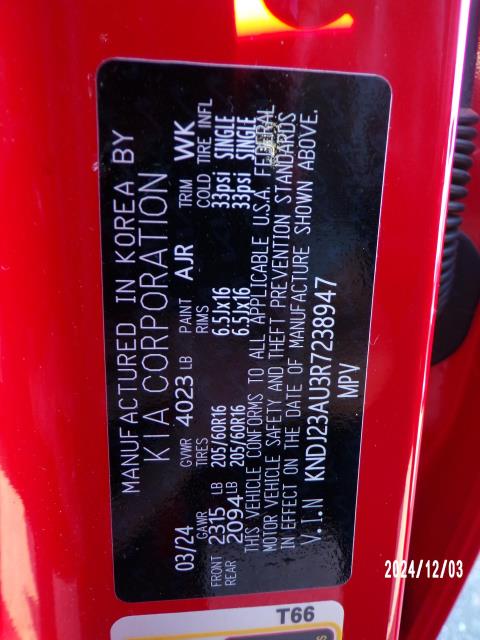 MANUFACTURED IN KOREA BY
KIA CORPORATION
03/24 GVWR 4023 LB PAINT AJR TRIM WK
GAWR TIRES RIMS COLD TIRE INFL
FRONT 2315 LB 205/60R16 6.5JX16 33psi SINGLE
REAR 2094 LB 205/60R16 6.5JX16 33psi SINGLE
THIS VEHICLE CONFORMS TO ALL APPLICABLE U.S.A. FEDERAL
MOTOR VEHICLE SAFETY AND THEFT PREVENTION STANDARDS
IN EFFECT ON THE DATE OF MANUFACTURE SHOWN ABOVE.
V.I.N KNDJ23AU3R7238947
MPV
T66
2024/12/03